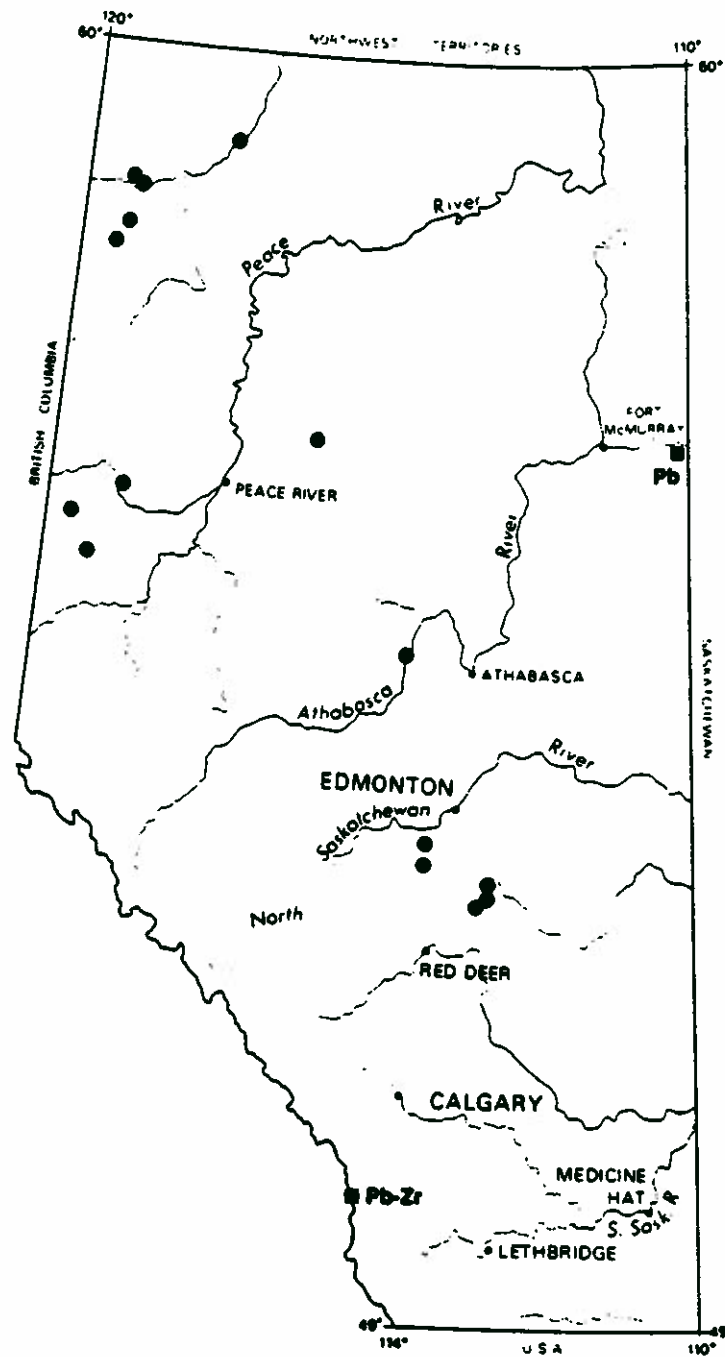 120°
60°
NORTHWEST TERRITORIES
110°
60°
River
Peace
BRITISH COLUMBIA
FORT
McMURRAY
Pb
PEACE RIVER
River
ATHABASCA
SASKATCHEWAN
Athabasca
River
EDMONTON
Saskatchewan
North
RED DEER
CALGARY
MEDICINE
HAT
Pb-Zr
S. Sask R
LETHBRIDGE
49°
49
114°
USA
110°